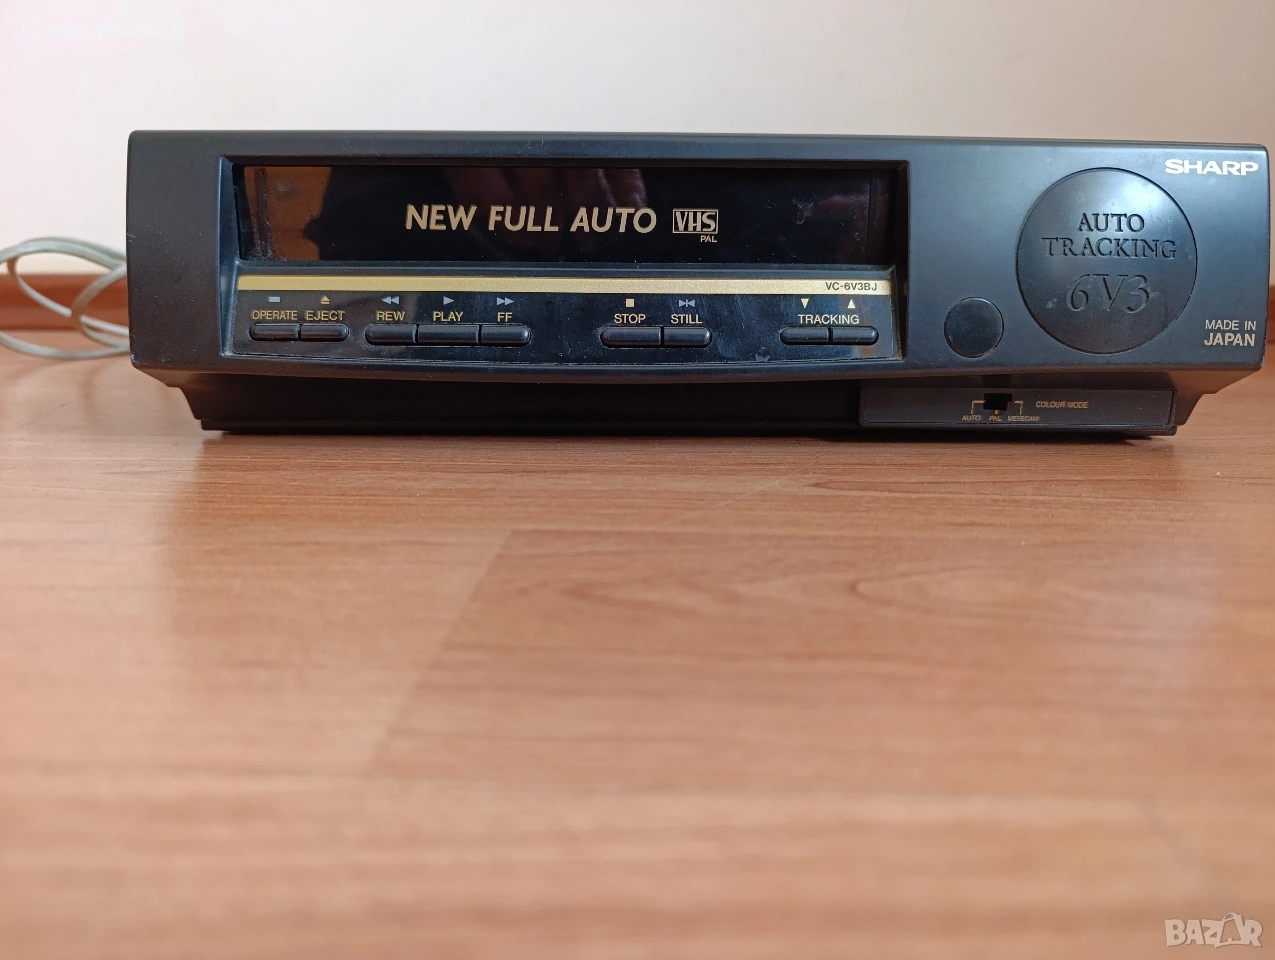 SHARP
NEW FULL AUTO VHS
PAL
AUTO
TRACKING
6V3
VC-6V3BJ
OPERATE EJECT REW PLAY FF STOP STILL TRACKING
MADE IN
JAPAN
COLOUR MODE
AUTO PAL MESECAM
BAZAR